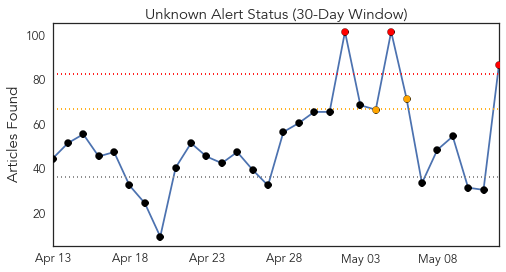 Unknown Alert Status (30-Day Window)
100
80
60
40
20
Articles Found
Apr 13
Apr 18
Apr 23
Apr 28
May 03
May 08